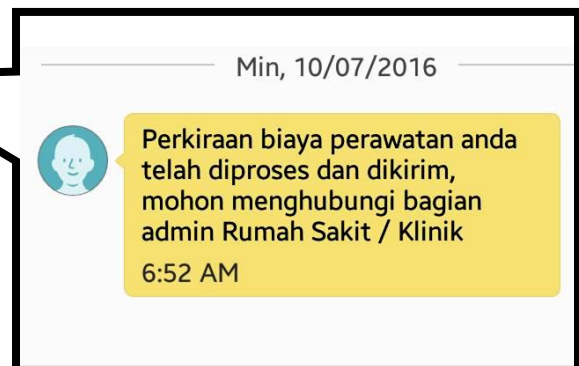 Min, 10/07/2016
Perkiraan biaya perawatan anda
telah diproses dan dikirim,
mohon menghubungi bagian
admin Rumah Sakit / Klinik
6:52 AM